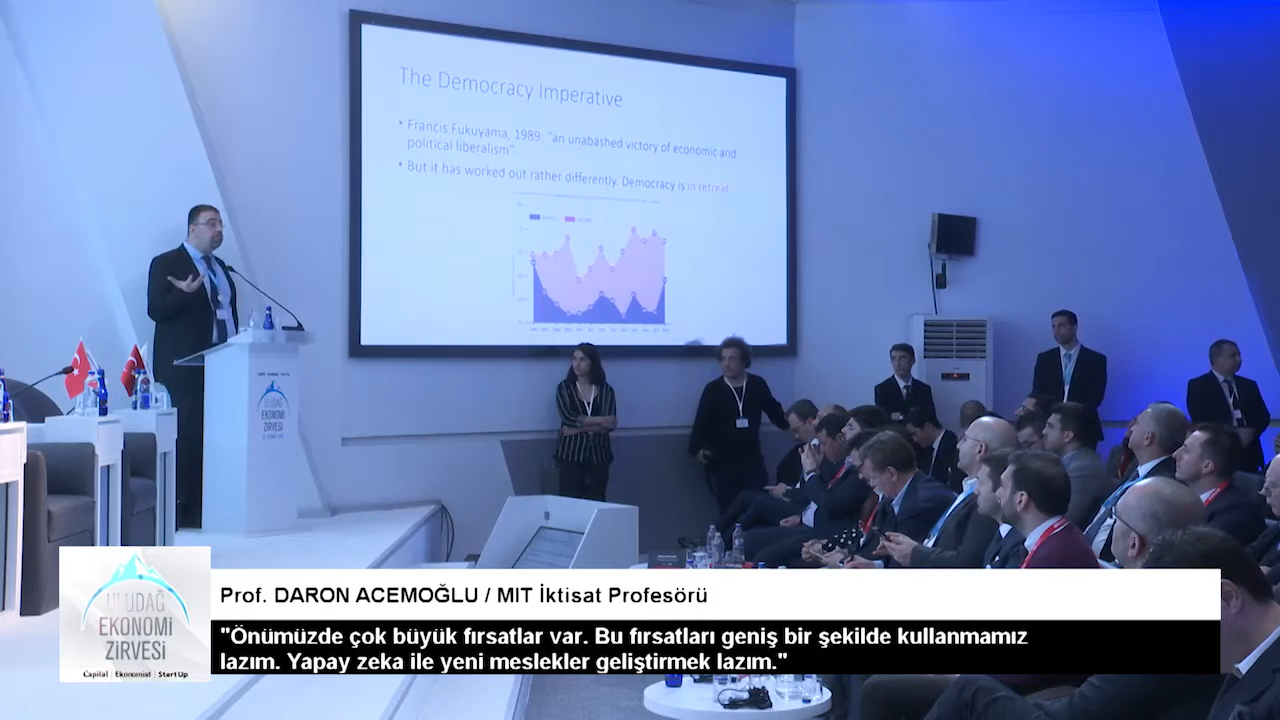 The Democracy Imperative
• Francis Fukuyama, 1989: "an unabashed victory of economic and
political liberalism"
• But it has worked out rather differently. Democracy is in retreat
ULUDAĞ
EKONOMİ
ZİRVESİ
ULUDAĞ
EKONOMİ
ZİRVESİ
Capital | Ekonomist | StartUp
Prof. DARON ACEMOĞLU / MIT İktisat Profesörü
"Önümüzde çok büyük fırsatlar var. Bu fırsatları geniş bir şekilde kullanmamız
lazım. Yapay zeka ile yeni meslekler geliştirmek lazım."